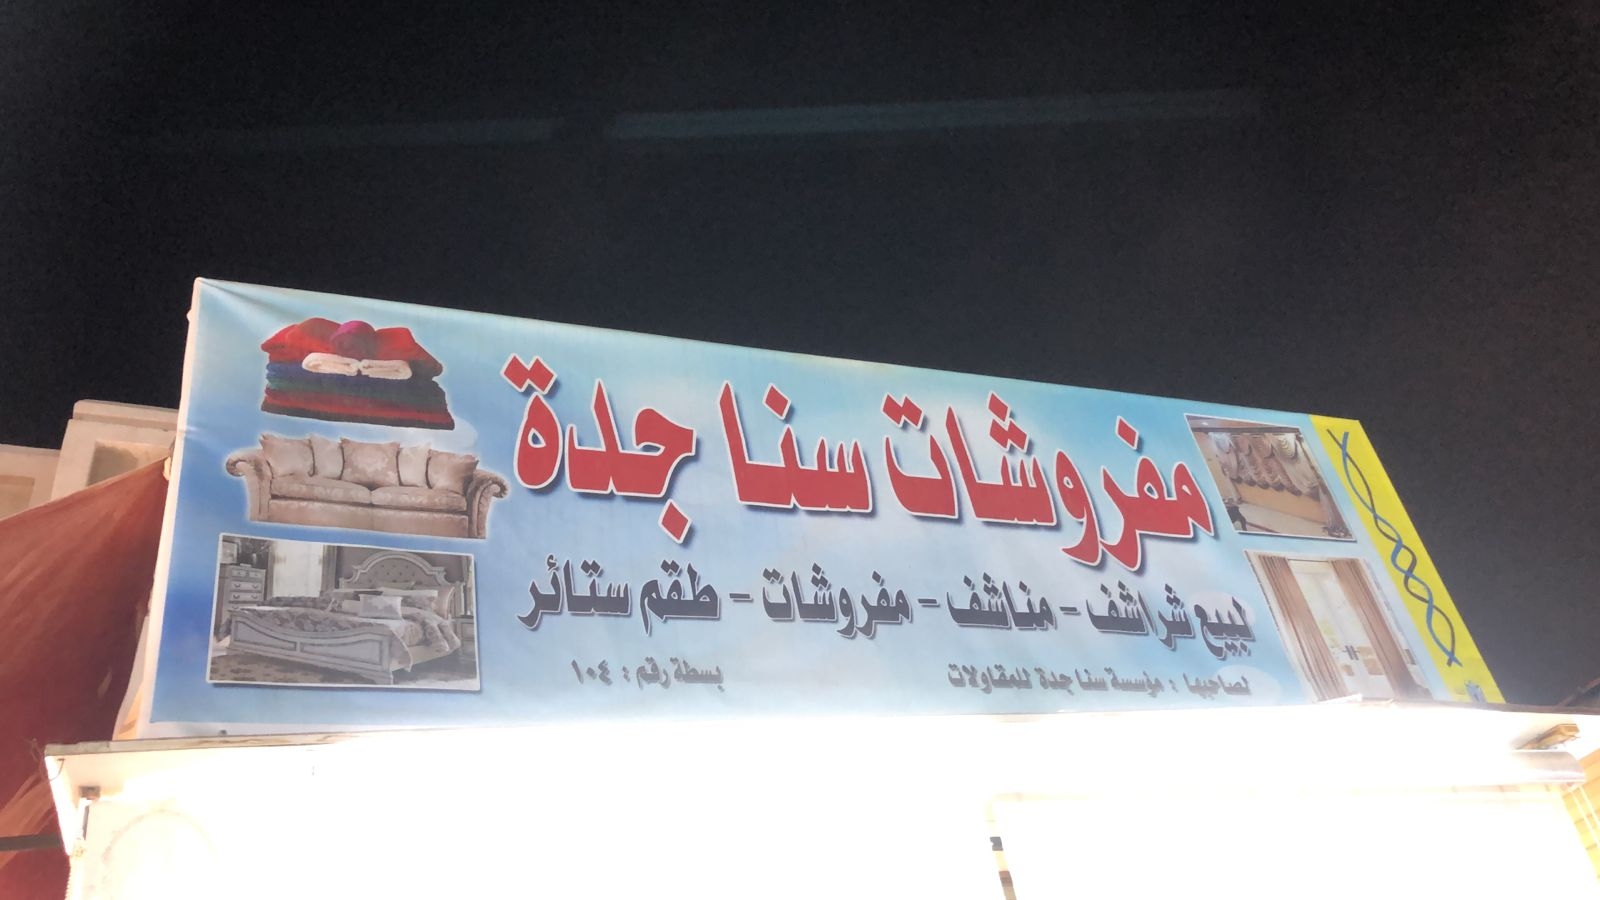 مفروشات سنا جدة
لبيع شراشف - مناشف - مفروشات - طقم ستائر
لصاحبها : مؤسسة سنا جدة للمقاولات
بسطة رقم : ١٠٤